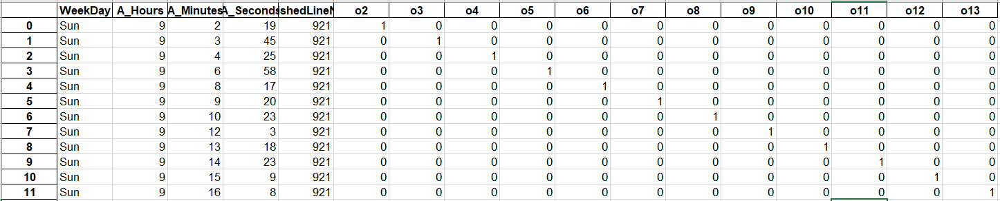 WeekDay A_Hours A_Minutes A_Seconds shedLineN o2 o3 o4 o5 o6 o7 o8 o9 o10 o11 o12 o13
0 Sun 9 2 19 921 1 0 0 0 0 0 0 0 0 0 0 0
1 Sun 9 3 45 921 0 1 0 0 0 0 0 0 0 0 0 0
2 Sun 9 4 25 921 0 0 1 0 0 0 0 0 0 0 0 0
3 Sun 9 6 58 921 0 0 0 1 0 0 0 0 0 0 0 0
4 Sun 9 8 17 921 0 0 0 0 1 0 0 0 0 0 0 0
5 Sun 9 9 20 921 0 0 0 0 0 1 0 0 0 0 0 0
6 Sun 9 10 23 921 0 0 0 0 0 0 1 0 0 0 0 0
7 Sun 9 12 3 921 0 0 0 0 0 0 0 1 0 0 0 0
8 Sun 9 13 18 921 0 0 0 0 0 0 0 0 1 0 0 0
9 Sun 9 14 23 921 0 0 0 0 0 0 0 0 0 1 0 0
10 Sun 9 15 9 921 0 0 0 0 0 0 0 0 0 0 1 0
11 Sun 9 16 8 921 0 0 0 0 0 0 0 0 0 0 0 1